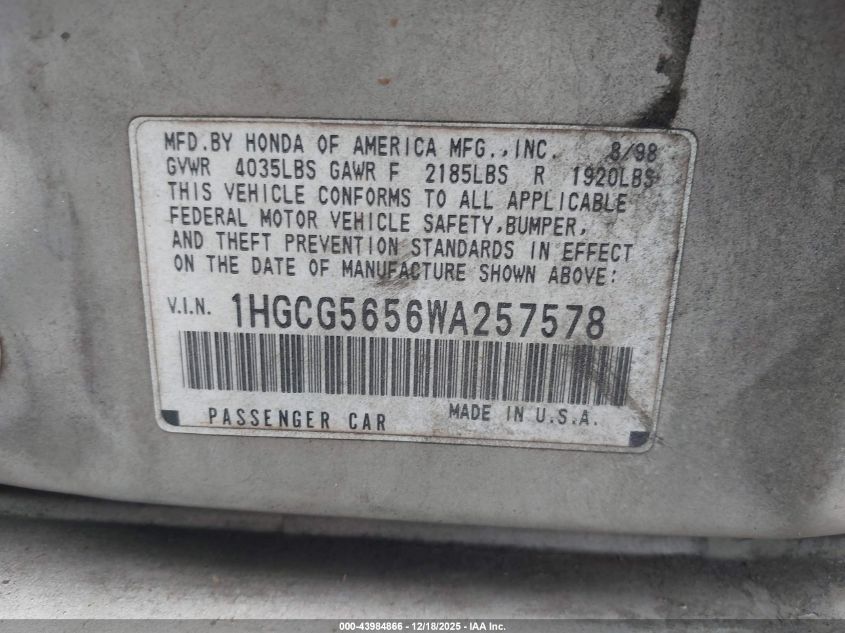 MFD.BY HONDA OF AMERICA MFG.,INC. 8/98
GVWR 4035LBS GAWR F 2185LBS R 1920LBS
THIS VEHICLE CONFORMS TO ALL APPLICABLE
FEDERAL MOTOR VEHICLE SAFETY,BUMPER,
AND THEFT PREVENTION STANDARDS IN EFFECT
ON THE DATE OF MANUFACTURE SHOWN ABOVE:
V.I.N. 1HGCG5656WA257578
PASSENGER CAR MADE IN U.S.A.
000-43984866 - 12/18/2025 - IAA Inc.